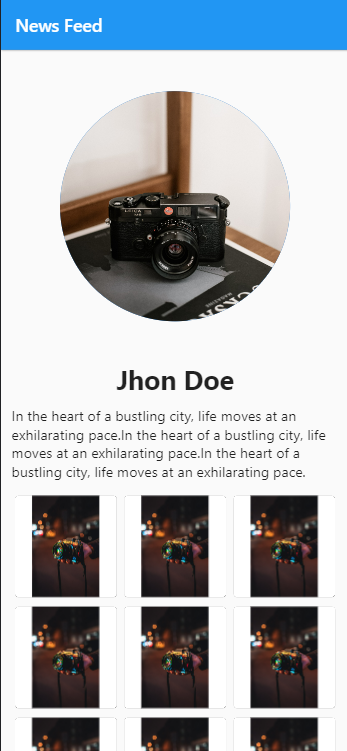 News Feed
LEICA
MAGAZINE
Jhon Doe
In the heart of a bustling city, life moves at an
exhilarating pace.In the heart of a bustling city, life
moves at an exhilarating pace.In the heart of a
bustling city, life moves at an exhilarating pace.